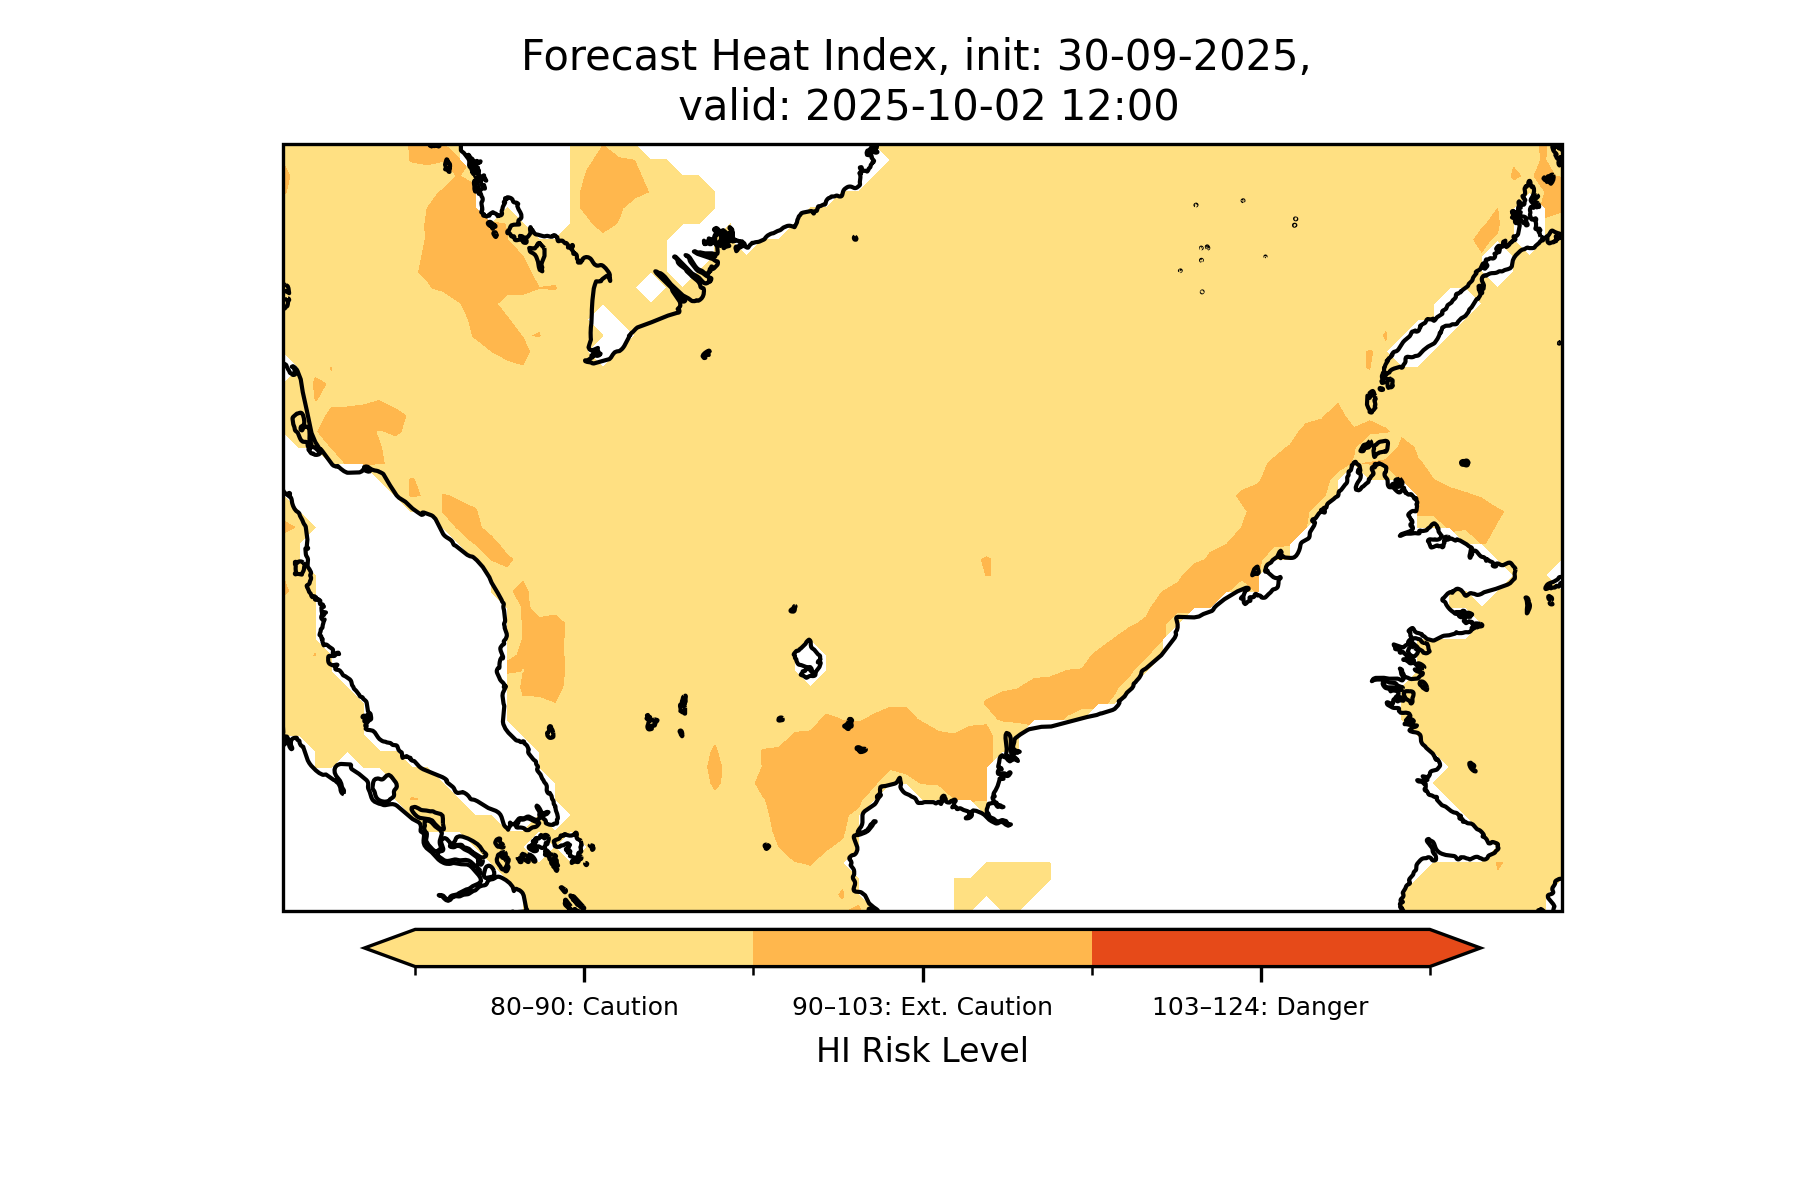 Forecast Heat Index, init: 30-09-2025,
valid: 2025-10-02 12:00
80–90: Caution
90–103: Ext. Caution
103–124: Danger
HI Risk Level